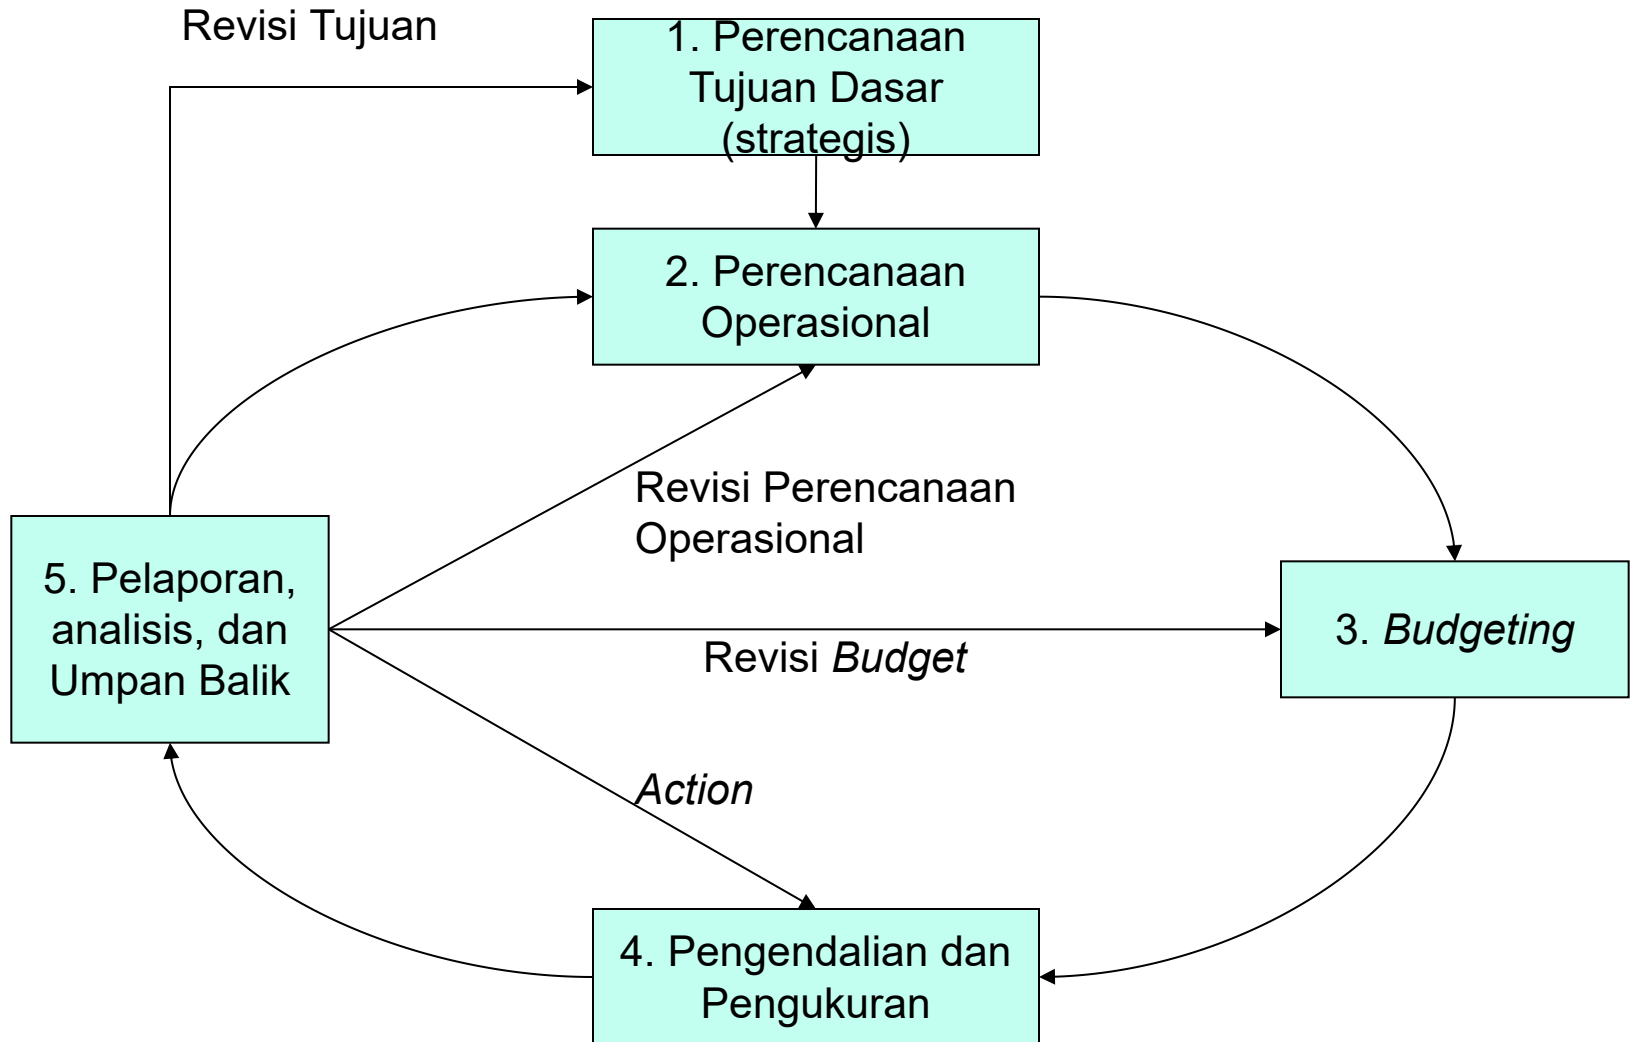 Revisi Tujuan
1. Perencanaan
Tujuan Dasar
(strategis)
2. Perencanaan
Operasional
Revisi Perencanaan
Operasional
5. Pelaporan,
analisis, dan
Umpan Balik
3. Budgeting
Revisi Budget
Action
4. Pengendalian dan
Pengukuran